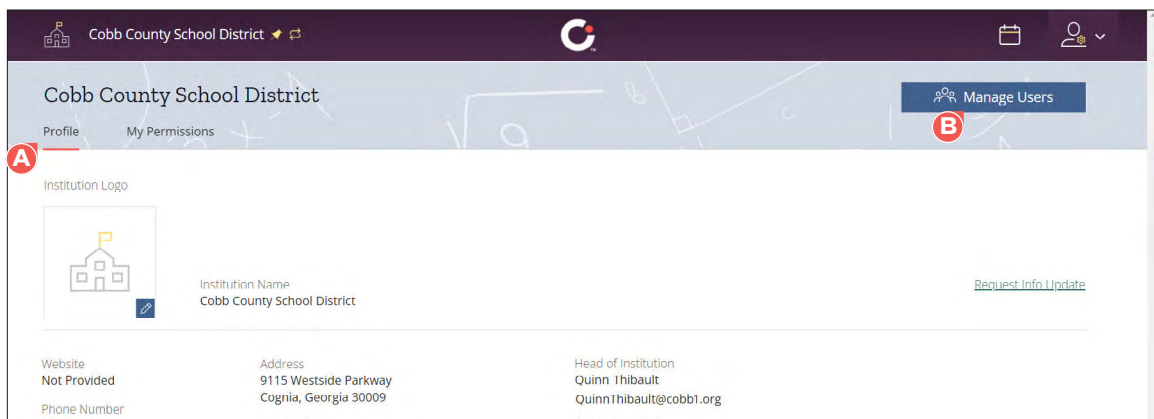 Cobb County School District
Cobb County School District
Manage Users
B
Profile My Permissions
A
Institution Logo
Institution Name
Cobb County School District
Request Info Update
Website
Not Provided
Phone Number
Address
9115 Westside Parkway
Cognia, Georgia 30009
Head of Institution
Quinn Thibault
QuinnThibault@cobb1.org